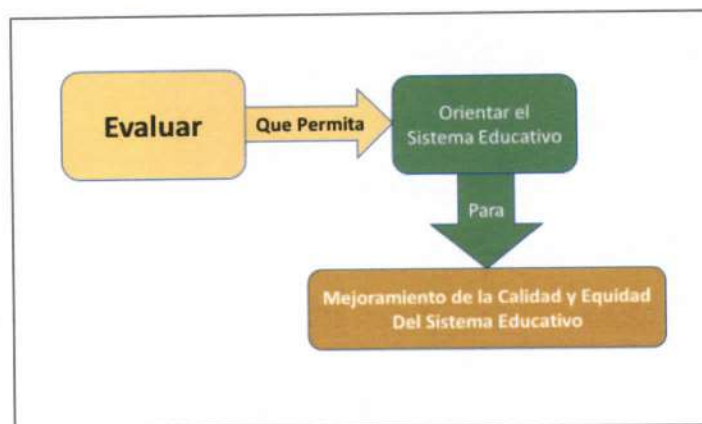 Evaluar
Que Permita
Orientar el
Sistema Educativo
Para
Mejoramiento de la Calidad y Equidad
Del Sistema Educativo